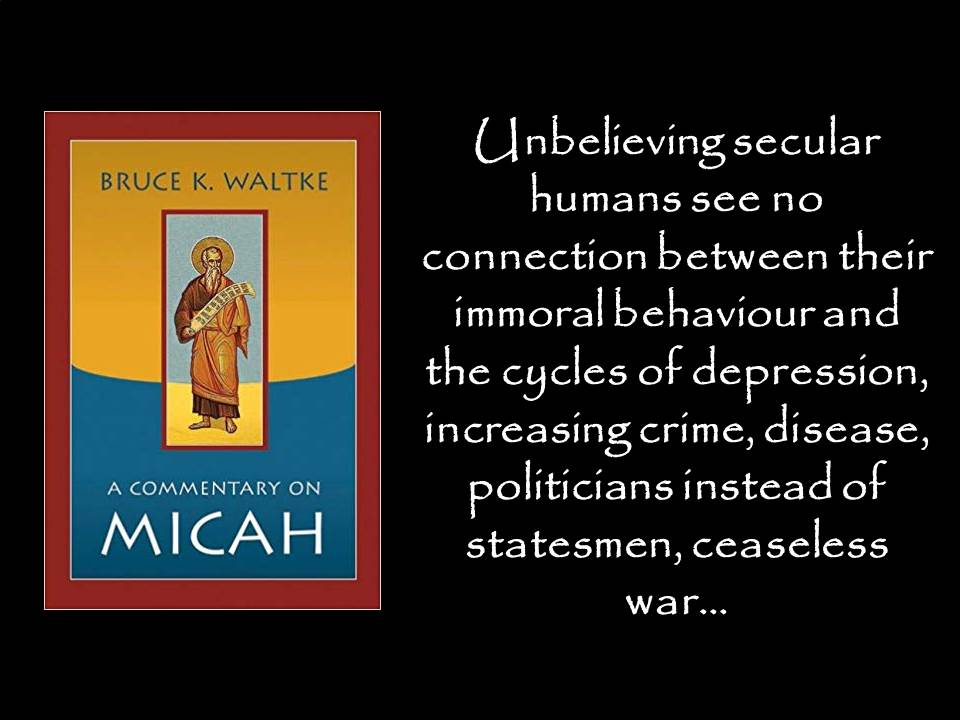 BRUCE K. WALTKE
A COMMENTARY ON
MICAH
Unbelieving secular
humans see no
connection between their
immoral behaviour and
the cycles of depression,
increasing crime, disease,
politicians instead of
statesmen, ceaseless
war...